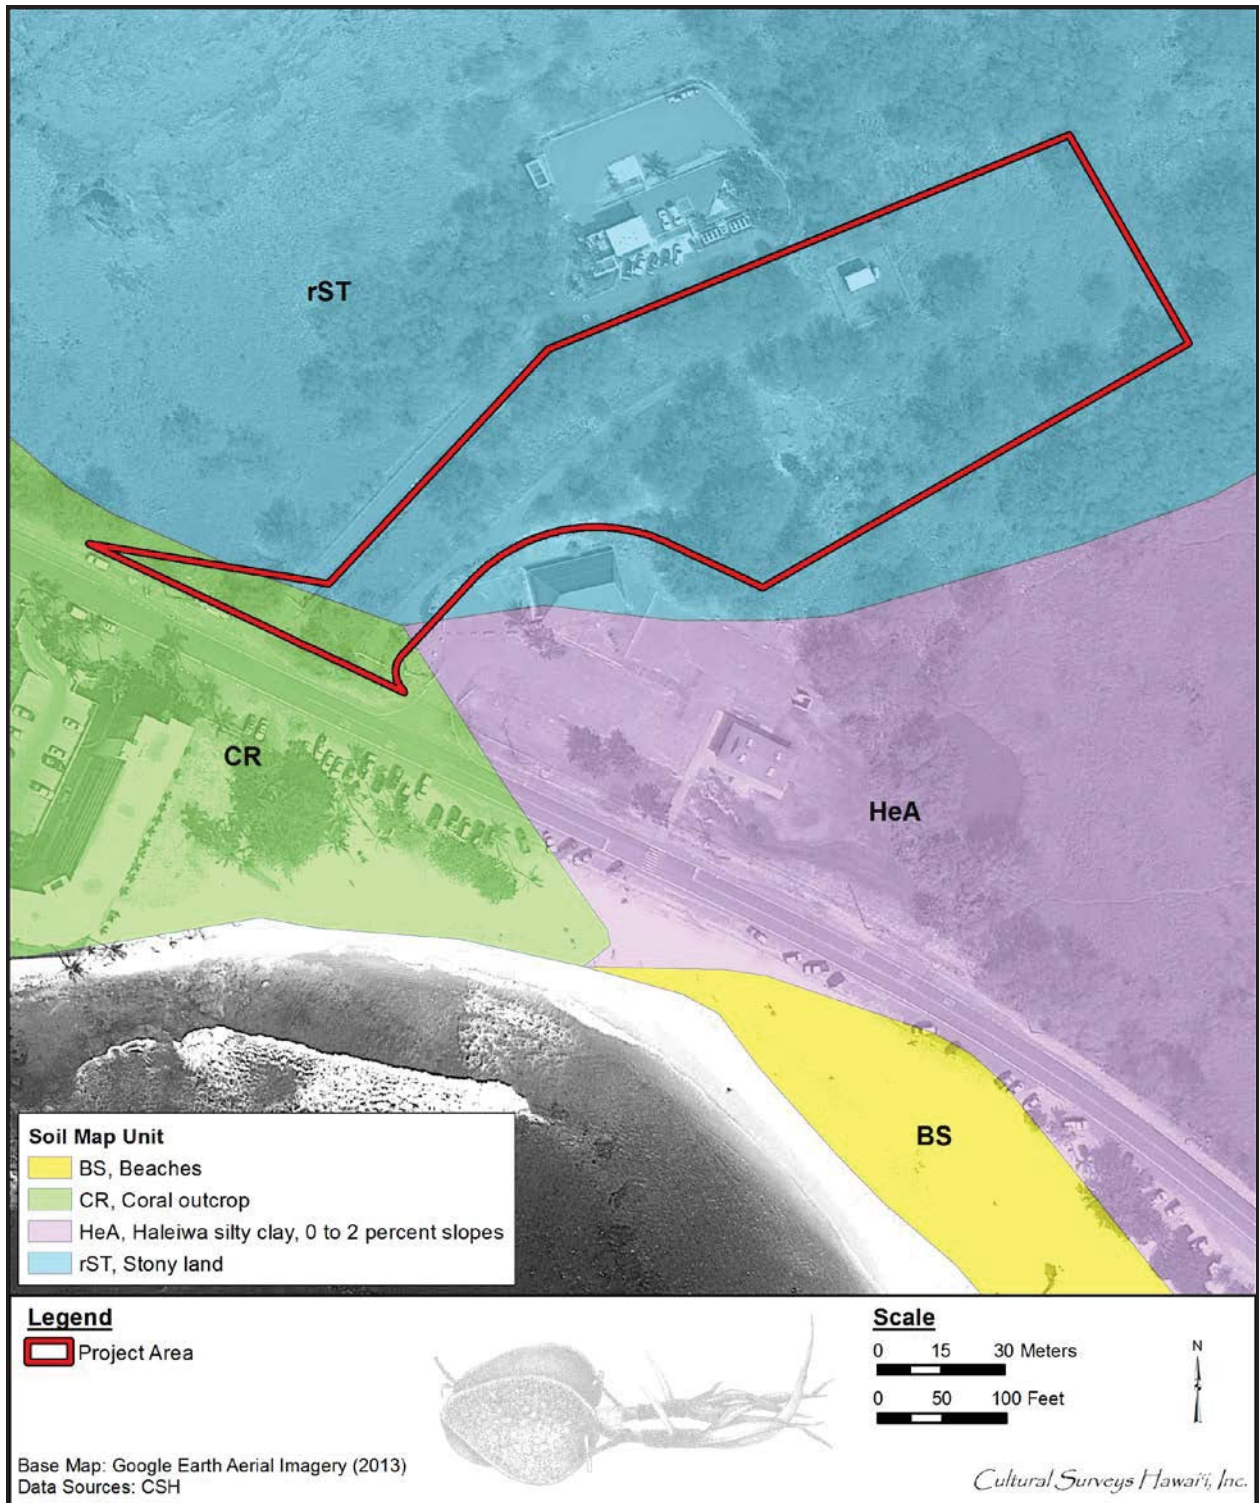 rST
CR
HeA
BS
Soil Map Unit
BS, Beaches
CR, Coral outcrop
HeA, Haleiwa silty clay, 0 to 2 percent slopes
rST, Stony land
Legend
Project Area
Base Map: Google Earth Aerial Imagery (2013)
Data Sources: CSH
Scale
0 15 30 Meters
0 50 100 Feet
N
Cultural Surveys Hawai‘i, Inc.